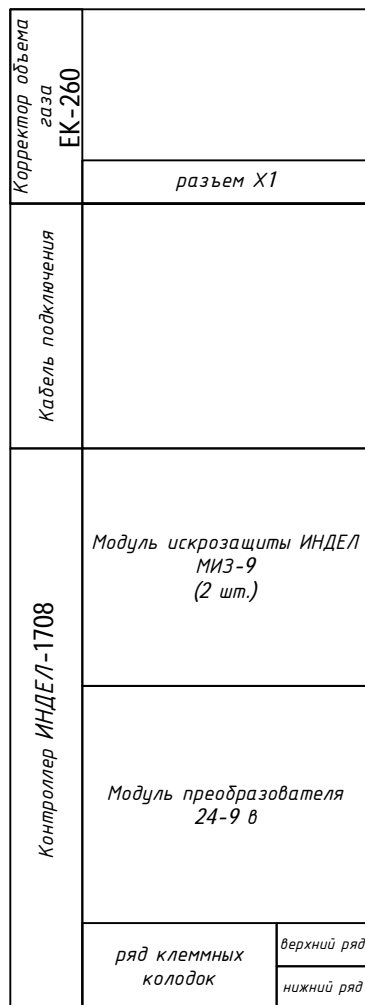 Корректор объема
газа
ЕК-260
разъем X1
Кабель подключения
Контроллер ИНДЕЛ-1708
Модуль искрозащиты ИНДЕЛ
МИЗ-9
(2 шт.)
Модуль преобразователя
24-9 в
ряд клеммных
колодок
верхний ряд
нижний ряд